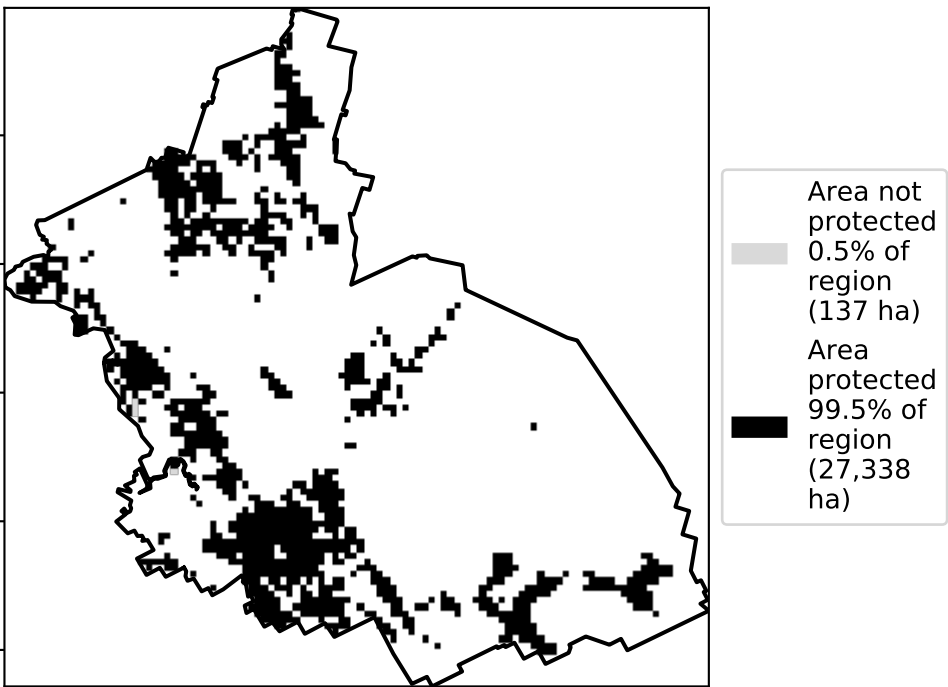 Area not
protected
0.5% of
region
(137 ha)
Area
protected
99.5% of
region
(27,338
ha)